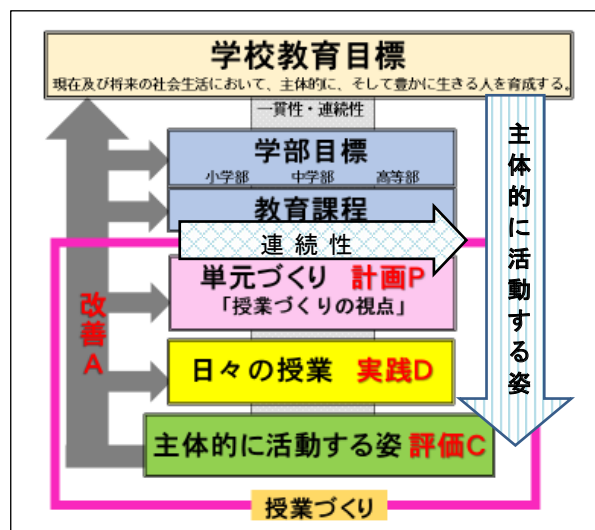 学校教育目標
現在及び将来の社会生活において、主体的に、そして豊かに生きる人を育成する。
一貫性・連続性
学部目標
小学部 中学部 高等部
教育課程
連続性
単元づくり 計画P
「授業づくりの視点」
日々の授業 実践D
主体的に活動する姿 評価C
授業づくり
改善A
主体的に活動する姿